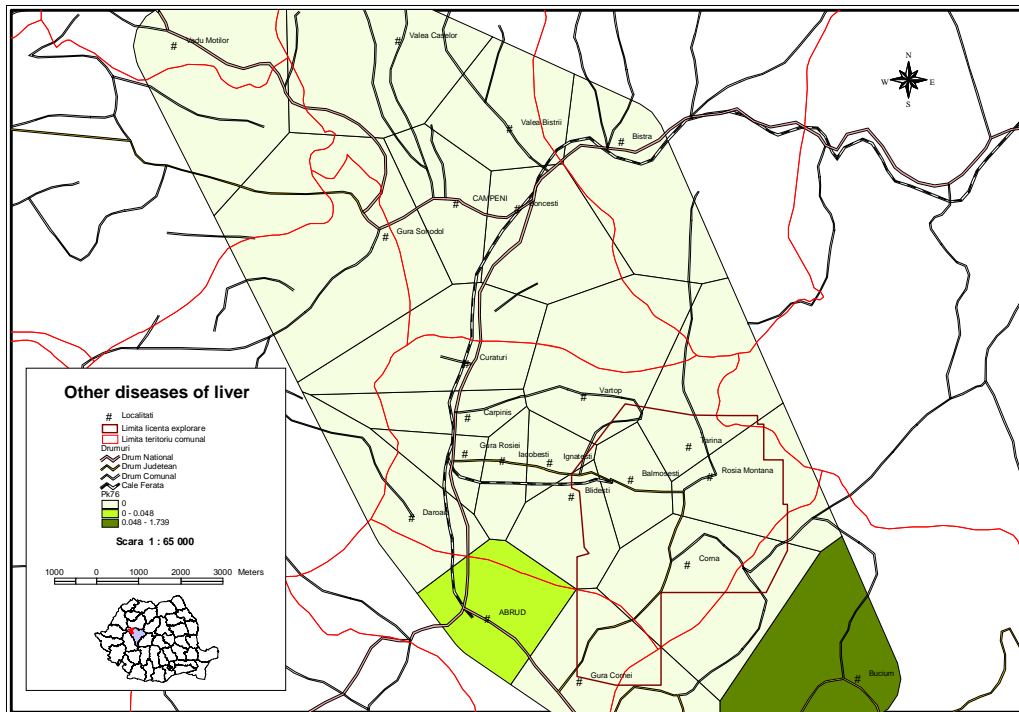 Vadu Motilor
Valea Caselor
N
W E
S
Valea Bistrii
Bistra
CAMPENI
Boncesti
Gura Sohodol
Curaturi
Vartop
Carpinis
Gura Rosiei
Iacobesti
Ignatesti
Tarina
Balmosesti
Rosia Montana
Blidesti
Daroaia
Corna
ABRUD
Gura Cornei
Bucium
Other diseases of liver
# Localitati
Limita licenta explorare
Limita teritoriu comunal
Drumuri
Drum National
Drum Judetean
Drum Comunal
Cale Ferata
Pk76
0
0 - 0.048
0.048 - 1.739
Scara 1 : 65 000
1000 0 1000 2000 3000 Meters